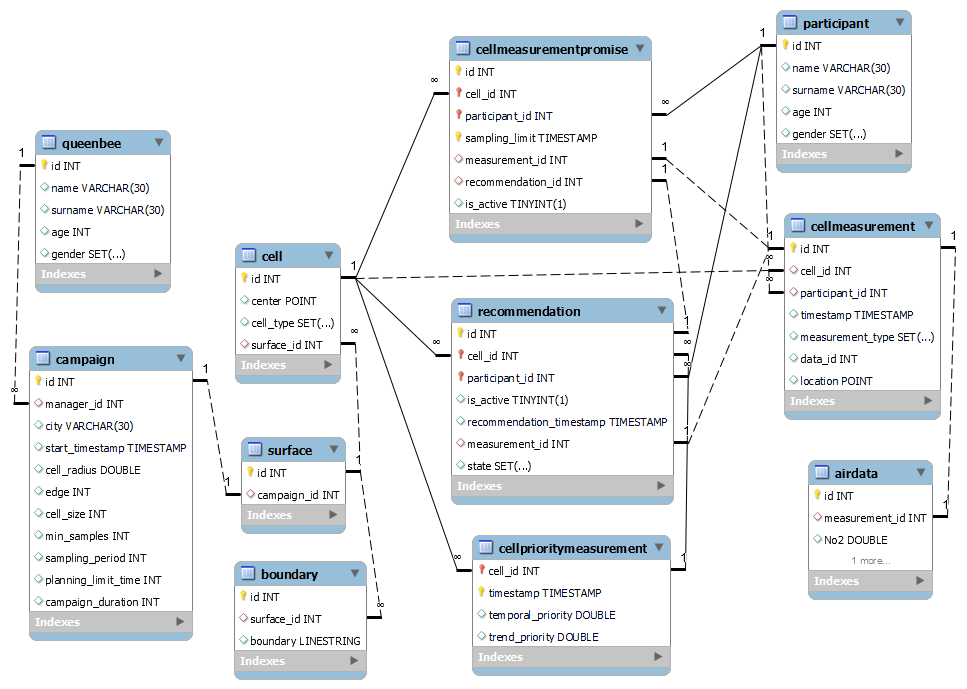 queenbee
id INT
name VARCHAR(30)
surname VARCHAR(30)
age INT
gender SET(...)
Indexes
campaign
id INT
manager_id INT
city VARCHAR(30)
start_timestamp TIMESTAMP
cell_radius DOUBLE
edge INT
cell_size INT
min_samples INT
sampling_period INT
planning_limit_time INT
campaign_duration INT
Indexes
cell
id INT
center POINT
cell_type SET(...)
surface_id INT
Indexes
surface
id INT
campaign_id INT
Indexes
boundary
id INT
surface_id INT
boundary LINESTRING
Indexes
cellmeasurementpromise
id INT
cell_id INT
participant_id INT
sampling_limit TIMESTAMP
measurement_id INT
recommendation_id INT
is_active TINYINT(1)
Indexes
recommendation
id INT
cell_id INT
participant_id INT
is_active TINYINT(1)
recommendation_timestamp TIMESTAMP
measurement_id INT
state SET(...)
Indexes
cellprioritymeasurement
cell_id INT
timestamp TIMESTAMP
temporal_priority DOUBLE
trend_priority DOUBLE
Indexes
participant
id INT
name VARCHAR(30)
surname VARCHAR(30)
age INT
gender SET(...)
Indexes
cellmeasurement
id INT
cell_id INT
participant_id INT
timestamp TIMESTAMP
measurement_type SET(...)
data_id INT
location POINT
Indexes
airdata
id INT
measurement_id INT
No2 DOUBLE
1 more...
Indexes
1
∞
1
1
∞
1
∞
1
∞
∞
∞
∞
1
1
1
1
∞
∞
1
1
1
∞
∞
1
1